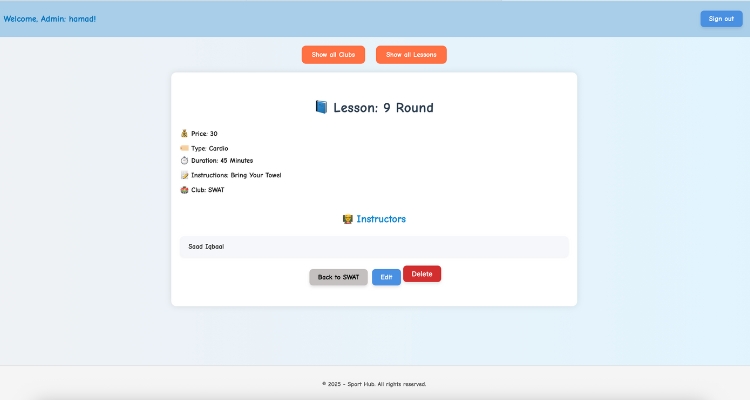 Welcome, Admin: hamad!
Sign out
Show all Clubs
Show all Lessons
Lesson: 9 Round
Price: 30
Type: Cardio
Duration: 45 Minutes
Instructions: Bring Your Towel
Club: SWAT
Instructors
Saad Iqbaal
Back to SWAT
Edit
Delete
© 2025 - Sport Hub. All rights reserved.